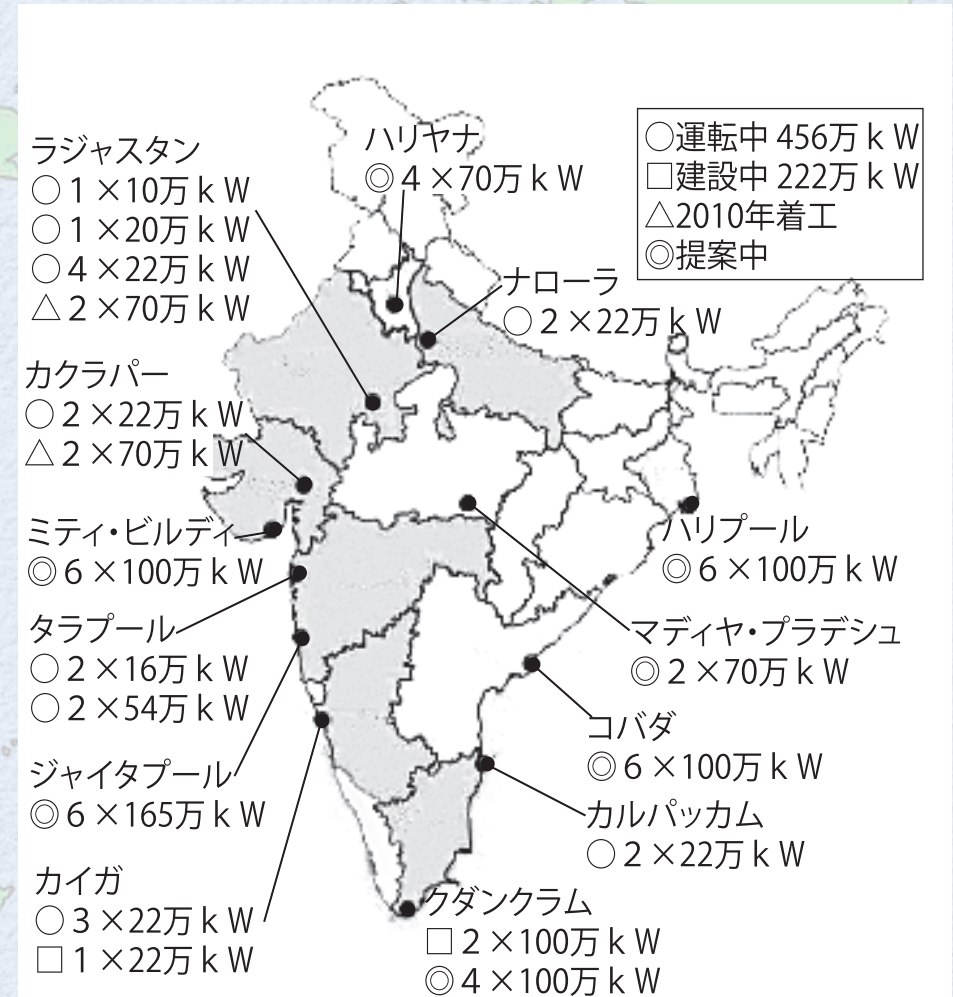 ラジャスタン
○1×10万kW
○1×20万kW
○4×22万kW
△2×70万kW
ハリヤナ
◎4×70万kW
○運転中 456万kW
□建設中 222万kW
△2010年着工
◎提案中
ナローラ
○2×22万kW
カクラパー
○2×22万kW
△2×70万kW
ミティ・ビルディ
◎6×100万kW
ハリプール
◎6×100万kW
タラプール
○2×16万kW
○2×54万kW
マディヤ・プラデシュ
◎2×70万kW
コバダ
◎6×100万kW
ジャイタプール
◎6×165万kW
カルパッカム
○2×22万kW
カイガ
○3×22万kW
□1×22万kW
クダンクラム
□2×100万kW
◎4×100万kW